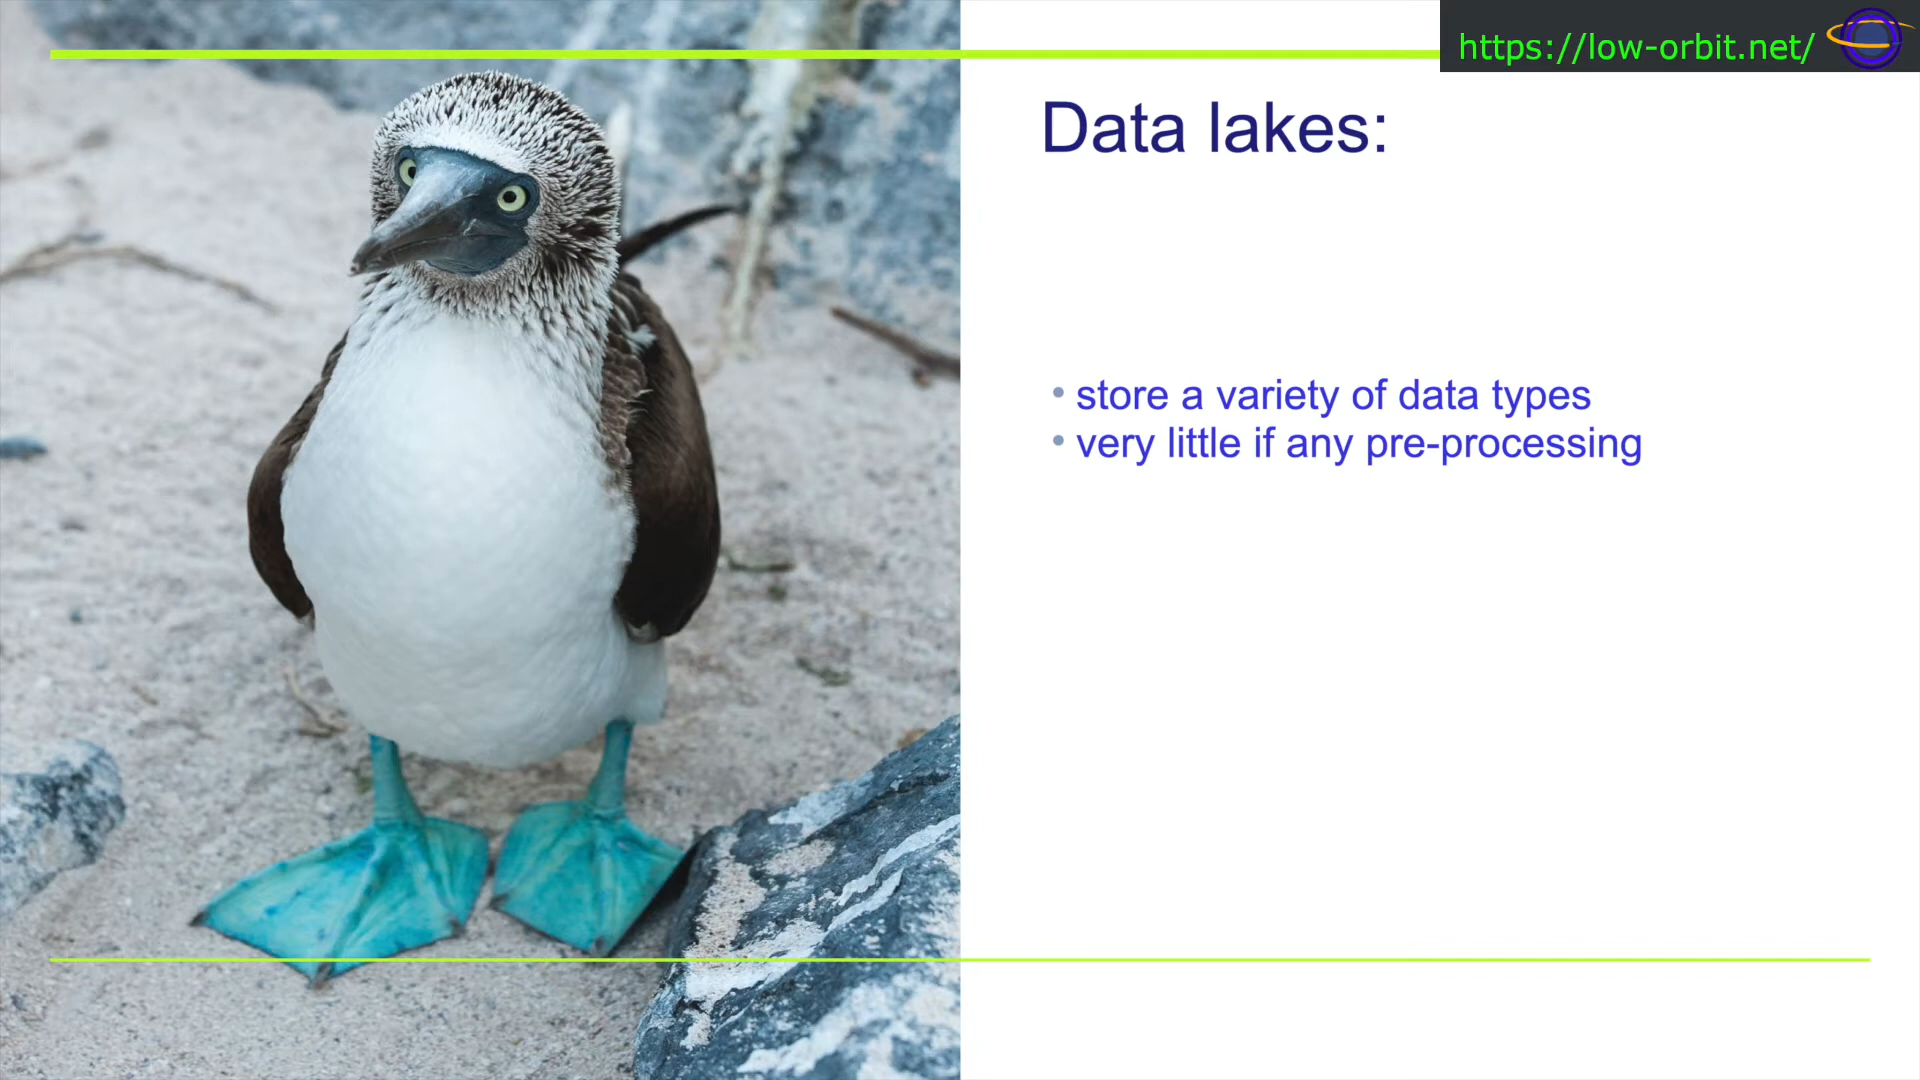 https://low-orbit.net/
Data lakes:
• store a variety of data types
• very little if any pre-processing